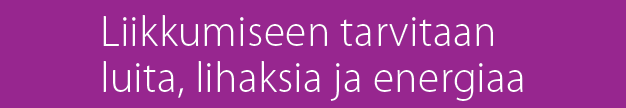 Liikkumiseen tarvitaan
luita, lihaksia ja energiaa